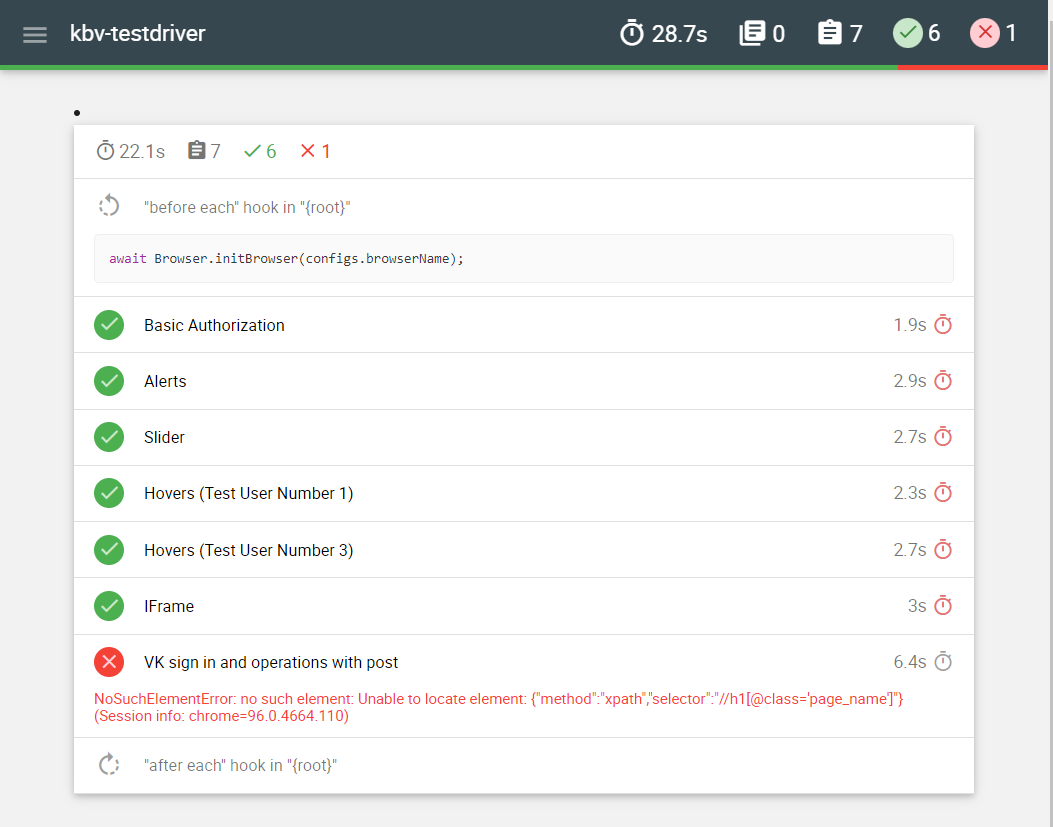 kbv-testdriver 28.7s 0 7 6 1
22.1s 7 6 1
"before each" hook in "{root}"
await Browser.initBrowser(configs.browserName);
Basic Authorization 1.9s
Alerts 2.9s
Slider 2.7s
Hovers (Test User Number 1) 2.3s
Hovers (Test User Number 3) 2.7s
IFrame 3s
VK sign in and operations with post 6.4s
NoSuchElementError: no such element: Unable to locate element: {"method":"xpath","selector":"//h1[@class='page_name']"}
(Session info: chrome=96.0.4664.110)
"after each" hook in "{root}"